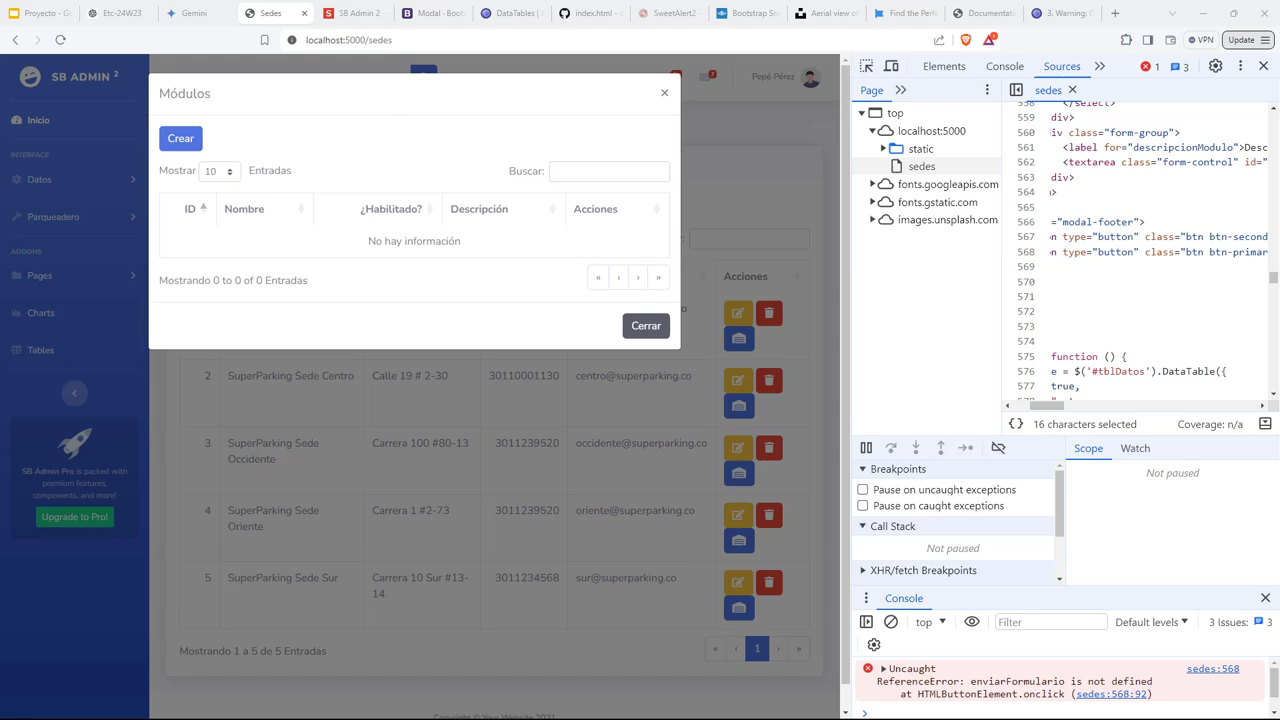 Proyecto - G
Etc-24W23
Gemini
Sedes
SB Admin 2 -
Modal · Boots
DataTables | A
index.html - x
SweetAlert2 -
Bootstrap Sni
Aerial view of
Find the Perfe
Documentatio
3. Warning: C
localhost:5000/sedes
VPN
Update
SB ADMIN 2
Inicio
INTERFACE
Datos
Parqueadero
ADDONS
Pages
Charts
Tables
SB Admin Pro is packed with
premium features,
components, and more!
Upgrade to Pro!
7
Pepé Pérez
Módulos
×
Crear
Mostrar 10 Entradas
Buscar:
ID Nombre ¿Habilitado? Descripción Acciones
No hay información
Mostrando 0 to 0 of 0 Entradas
« ‹ › »
Cerrar
Acciones
2 SuperParking Sede Centro Calle 19 # 2-30 30110001130 centro@superparking.co
3 SuperParking Sede Carrera 100 #80-13 3011239520 occidente@superparking.co
Occidente
4 SuperParking Sede Carrera 1 #2-73 3011239520 oriente@superparking.co
Oriente
5 SuperParking Sede Sur Carrera 10 Sur #13- 3011234568 sur@superparking.co
14
Mostrando 1 a 5 de 5 Entradas
« ‹ 1 › »
Copyright © Your Website 2021
Elements Console Sources » 1 3
Page »
sedes ×
top
localhost:5000
static
sedes
fonts.googleapis.com
fonts.gstatic.com
images.unsplash.com
558 </select>
559 div>
560 iv class="form-group">
561 <label for="descripcionModulo">Desc
562 <textarea class="form-control" id="
563 div>
564 >
565
566 ="modal-footer">
567 n type="button" class="btn btn-second
568 n type="button" class="btn btn-primar
569
570
571
572
573
574
575 function () {
576 e = $('#tblDatos').DataTable({
577 true,
16 characters selected
Coverage: n/a
Scope Watch
Not paused
Breakpoints
Pause on uncaught exceptions
Pause on caught exceptions
Call Stack
Not paused
XHR/fetch Breakpoints
Console
top
Filter
Default levels
3 Issues: 3
Uncaught sedes:568
ReferenceError: enviarFormulario is not defined
at HTMLButtonElement.onclick (sedes:568:92)